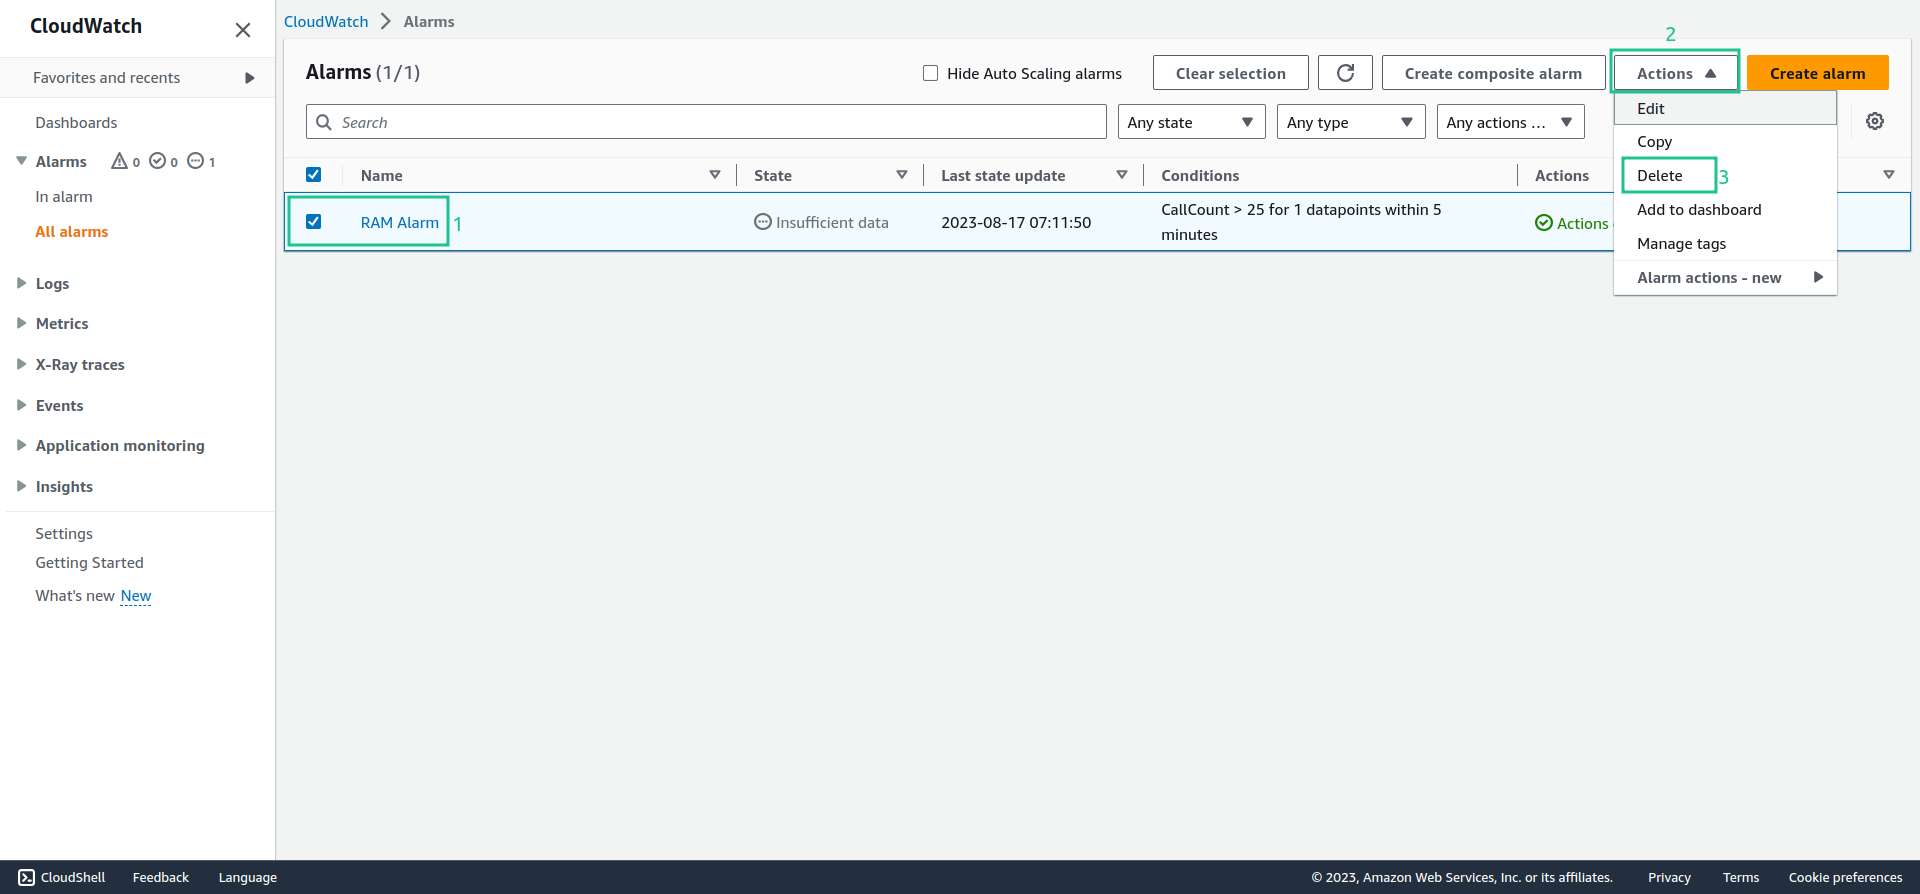 CloudWatch
Favorites and recents
Dashboards
Alarms 0 0 1
In alarm
All alarms
Logs
Metrics
X-Ray traces
Events
Application monitoring
Insights
Settings
Getting Started
What's new New
CloudWatch > Alarms
2
Alarms (1/1)
Hide Auto Scaling alarms
Clear selection
Create composite alarm
Actions
Create alarm
Search
Any state
Any type
Any actions ...
Edit
Copy
Delete
3
Add to dashboard
Manage tags
Alarm actions - new
Name
State
Last state update
Conditions
Actions
RAM Alarm
1
Insufficient data
2023-08-17 07:11:50
CallCount > 25 for 1 datapoints within 5
minutes
Actions
CloudShell
Feedback
Language
© 2023, Amazon Web Services, Inc. or its affiliates.
Privacy
Terms
Cookie preferences